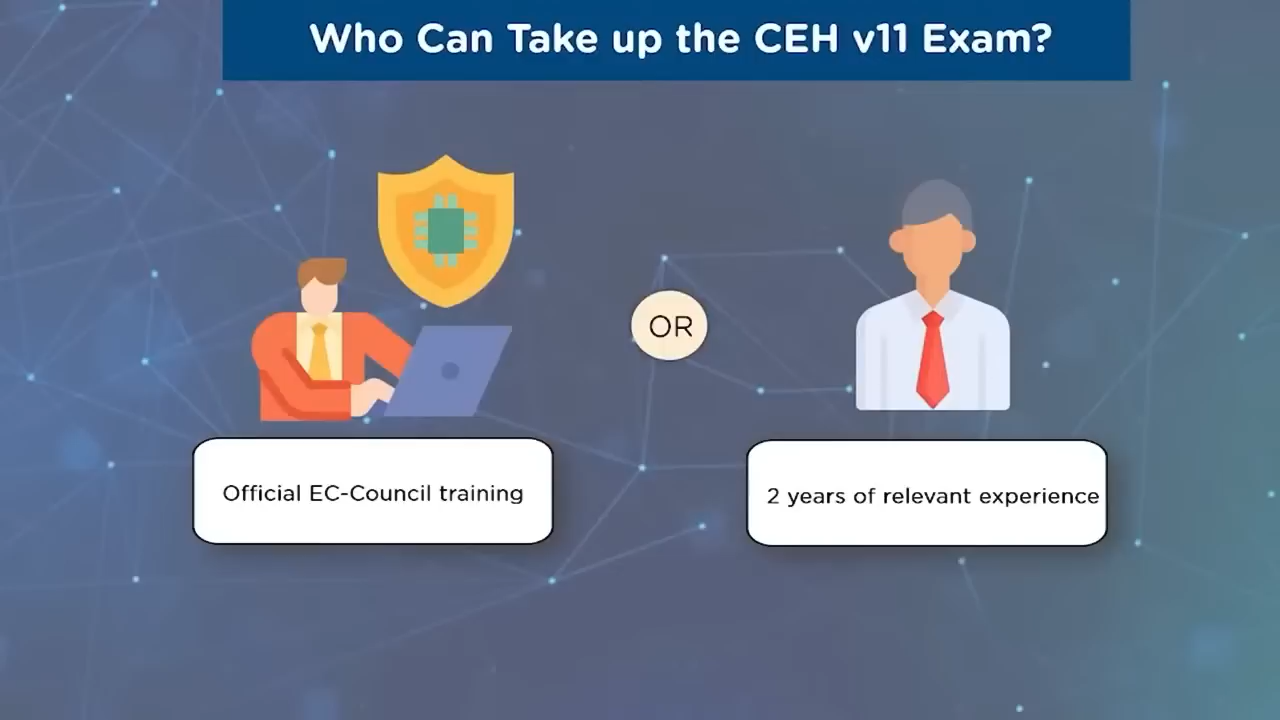 Who Can Take up the CEH v11 Exam?
OR
Official EC-Council training
2 years of relevant experience